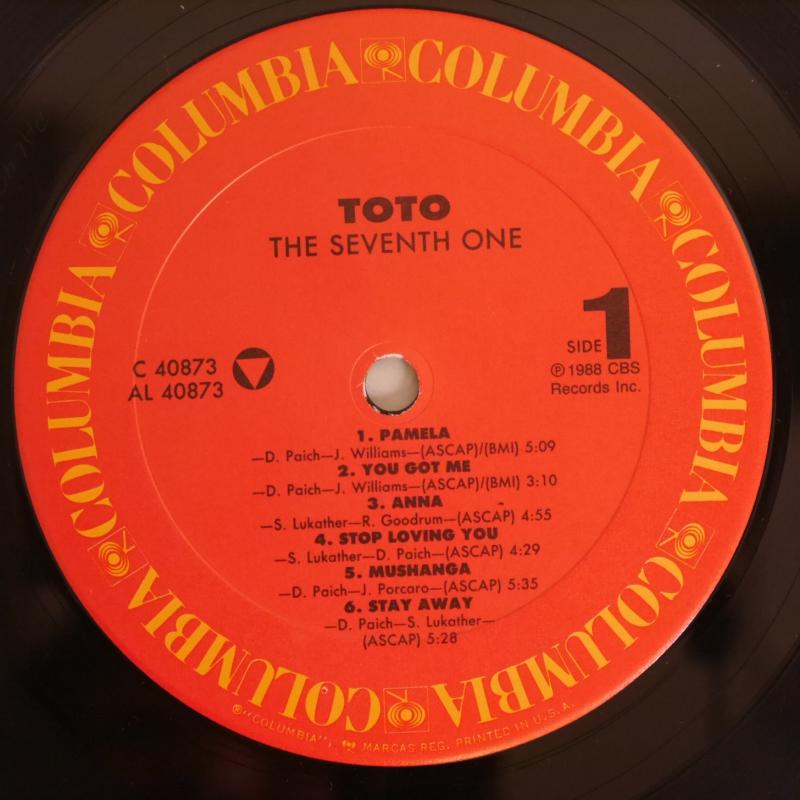 COLUMBIA COLUMBIA COLUMBIA COLUMBIA COLUMBIA COLUMBIA COLUMBIA COLUMBIA
TOTO
THE SEVENTH ONE
C 40873
AL 40873
SIDE 1
Ⓟ 1988 CBS
Records Inc.
1. PAMELA
—D. Paich—J. Williams—(ASCAP)/(BMI) 5:09
2. YOU GOT ME
—D. Paich—J. Williams—(ASCAP)/(BMI) 3:10
3. ANNA
—S. Lukather—R. Goodrum—(ASCAP) 4:55
4. STOP LOVING YOU
—S. Lukather—D. Paich—(ASCAP) 4:29
5. MUSHANGA
—D. Paich—J. Porcaro—(ASCAP) 5:35
6. STAY AWAY
—D. Paich—S. Lukather—
(ASCAP) 5:28
®"COLUMBIA", MARCAS REG. PRINTED IN U.S.A.